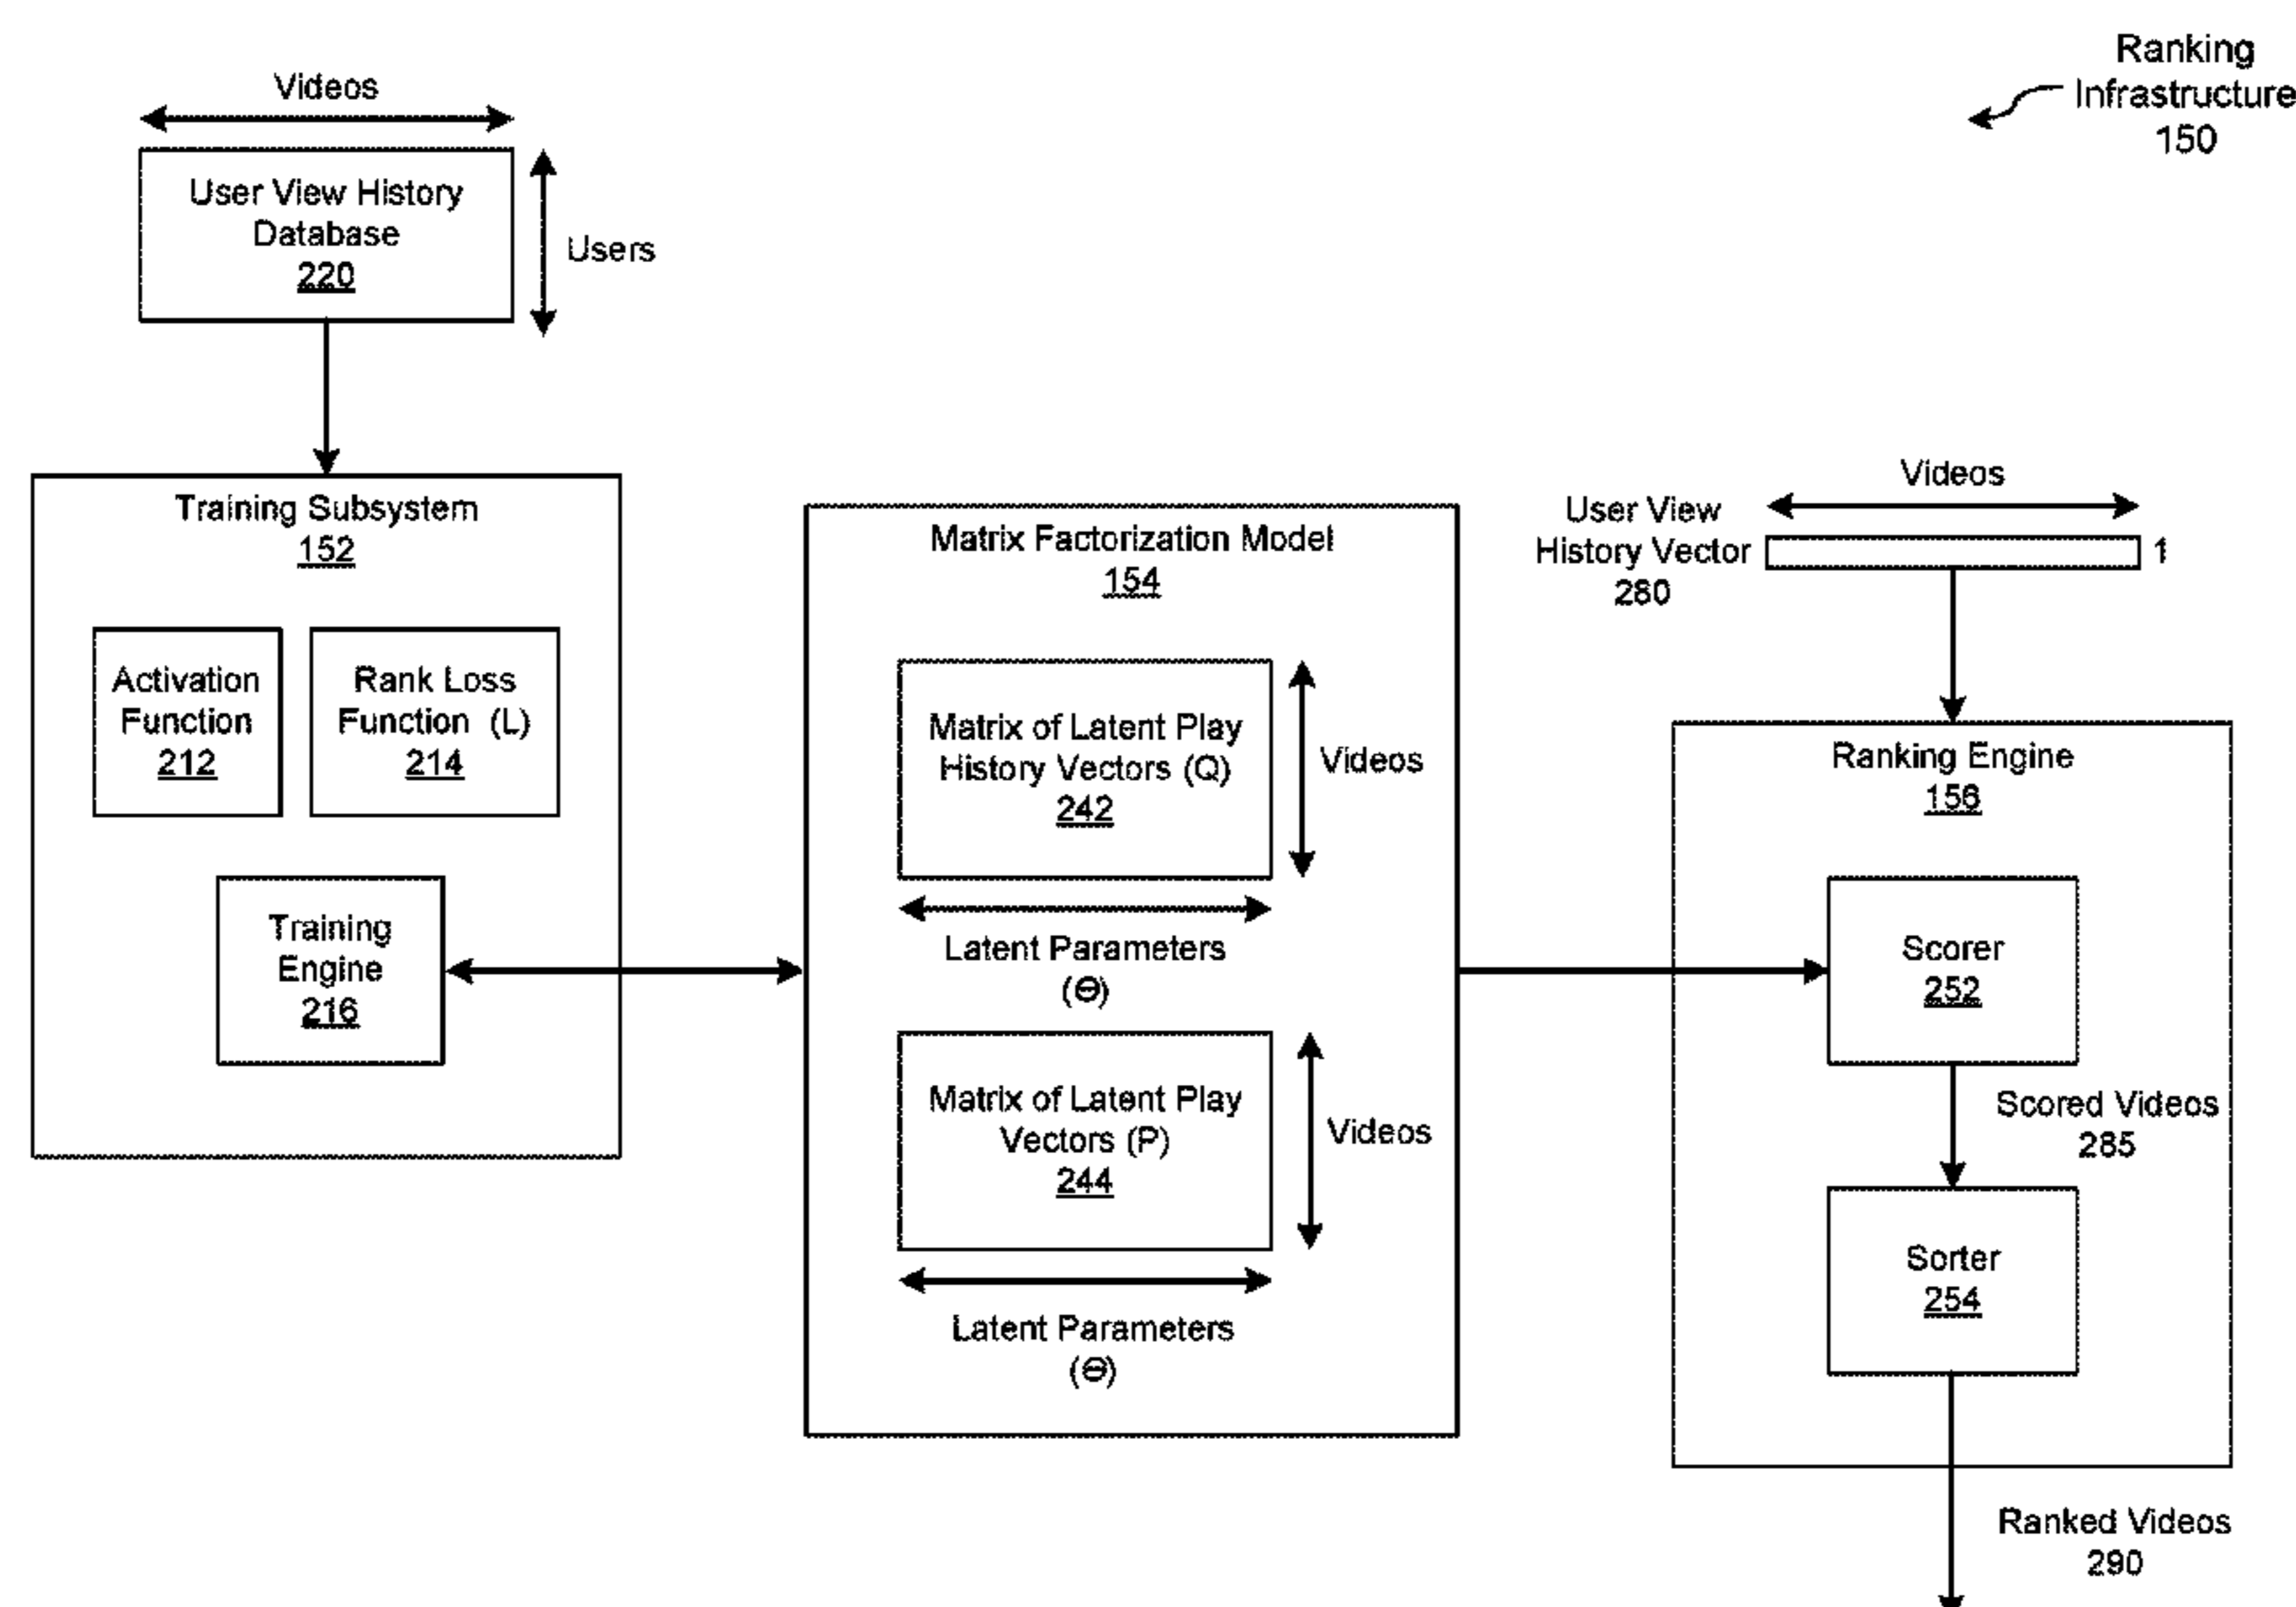 Ranking
Infrastructure
150
Videos
User View History
Database
220
Users
Training Subsystem
152
Activation
Function
212
Rank Loss
Function (L)
214
Training
Engine
216
Matrix Factorization Model
154
Matrix of Latent Play
History Vectors (Q)
242
Videos
Latent Parameters
(Θ)
Matrix of Latent Play
Vectors (P)
244
Videos
Latent Parameters
(Θ)
Videos
User View
History Vector
280
1
Ranking Engine
156
Scorer
252
Scored Videos
285
Sorter
254
Ranked Videos
290